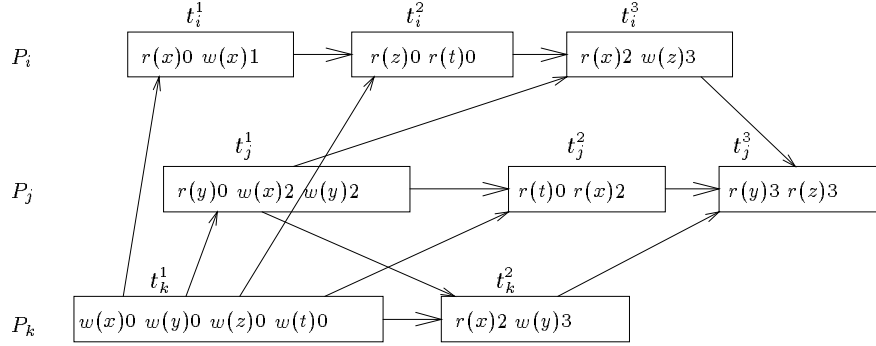 t_i^1 t_i^2 t_i^3
P_i r(x)0 w(x)1 r(z)0 r(t)0 r(x)2 w(z)3
t_j^1 t_j^2 t_j^3
P_j r(y)0 w(x)2 w(y)2 r(t)0 r(x)2 r(y)3 r(z)3
t_k^1 t_k^2
P_k w(x)0 w(y)0 w(z)0 w(t)0 r(x)2 w(y)3